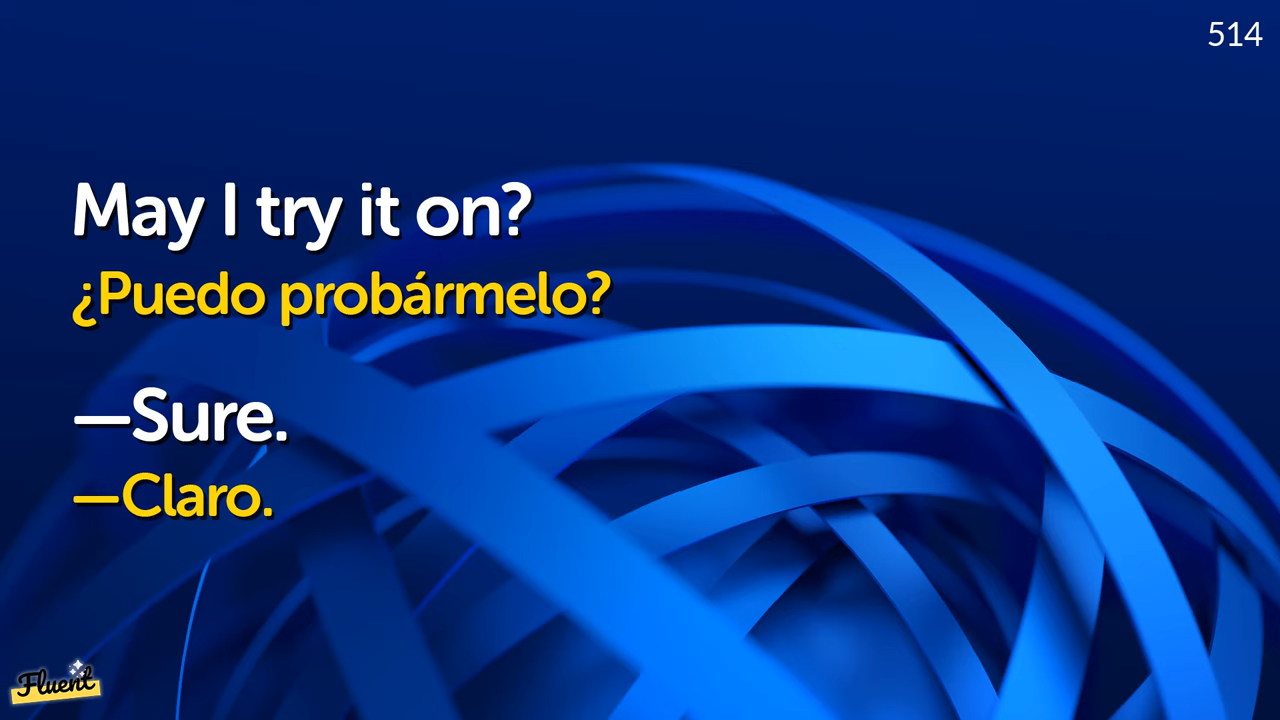 514
May I try it on?
¿Puedo probármelo?
—Sure.
—Claro.
Fluent